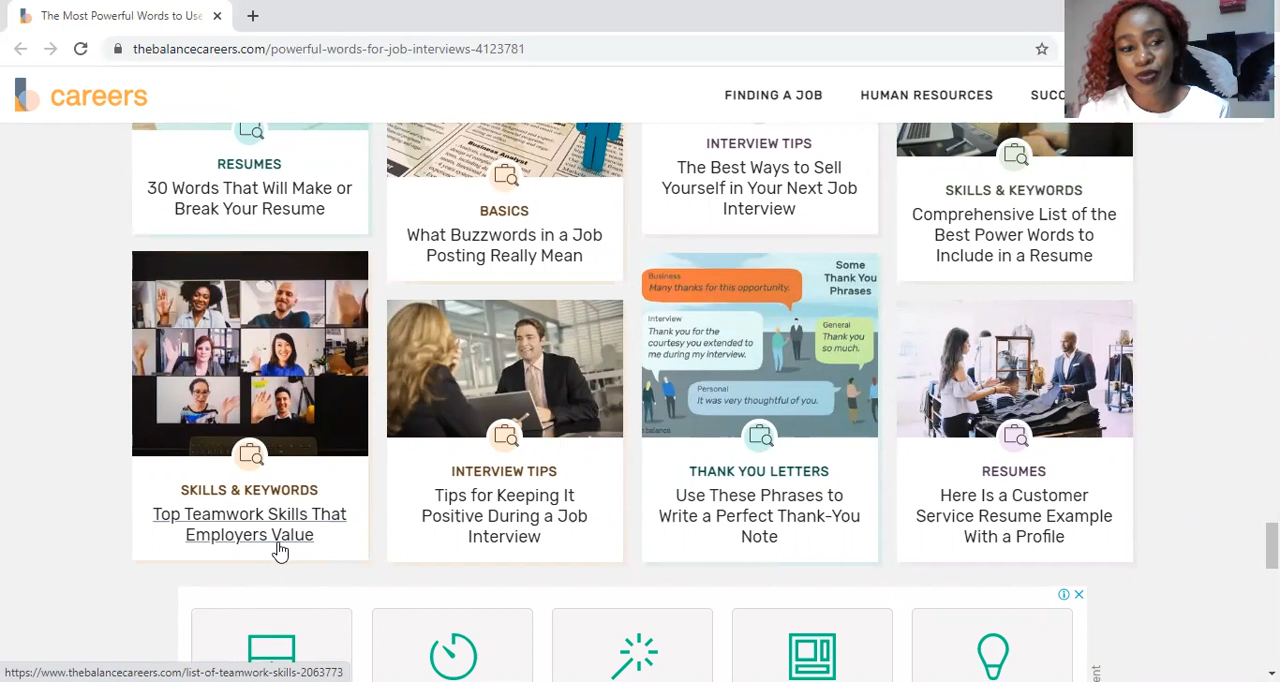 The Most Powerful Words to Use
thebalancecareers.com/powerful-words-for-job-interviews-4123781
careers
FINDING A JOB
HUMAN RESOURCES
RESUMES
30 Words That Will Make or
Break Your Resume
Business Analyst
BASICS
What Buzzwords in a Job
Posting Really Mean
INTERVIEW TIPS
The Best Ways to Sell
Yourself in Your Next Job
Interview
SKILLS & KEYWORDS
Comprehensive List of the
Best Power Words to
Include in a Resume
SKILLS & KEYWORDS
Top Teamwork Skills That
Employers Value
INTERVIEW TIPS
Tips for Keeping It
Positive During a Job
Interview
Some
Thank You
Phrases
Business
Many thanks for this opportunity.
Interview
Thank you for the
courtesy you extended to
me during my interview.
General
Thank you
so much.
Personal
It was very thoughtful of you.
balance
THANK YOU LETTERS
Use These Phrases to
Write a Perfect Thank-You
Note
RESUMES
Here Is a Customer
Service Resume Example
With a Profile
https://www.thebalancecareers.com/list-of-teamwork-skills-2063773